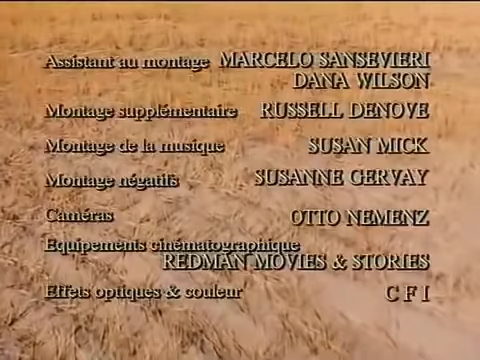 Assistant au montage MARCELO SANSEVIERI
DANA WILSON
Montage supplémentaire RUSSELL DENOVE
Montage de la musique SUSAN MICK
Montage négatifs SUSANNE GERVAY
Caméras OTTO NEMENZ
Equipements cinématographique
REDMAN MOVIES & STORIES
Effets optiques & couleur C F I